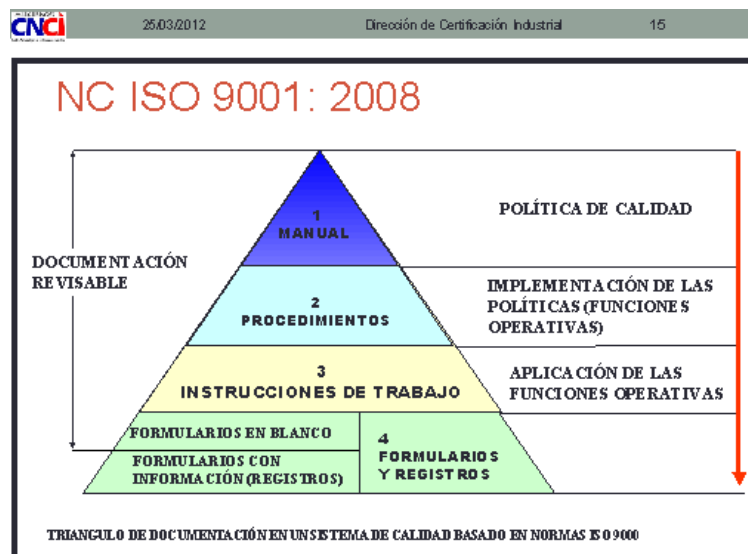 CNCI
25/03/2012
Dirección de Certificación Industrial
15
NC ISO 9001: 2008
1
MANUAL
POLÍTICA DE CALIDAD
DOCUMENTACIÓN
REVISABLE
2
PROCEDIMIENTOS
IMPLEMENTACIÓN DE LAS
POLÍTICAS (FUNCIONES
OPERATIVAS)
3
INSTRUCCIONES DE TRABAJO
APLICACIÓN DE LAS
FUNCIONES OPERATIVAS
FORMULARIOS EN BLANCO
FORMULARIOS CON
INFORMACIÓN (REGISTROS)
4
FORMULARIOS
Y REGISTROS
TRIANGULO DE DOCUMENTACIÓN EN UN SISTEMA DE CALIDAD BASADO EN NORMAS ISO 9000